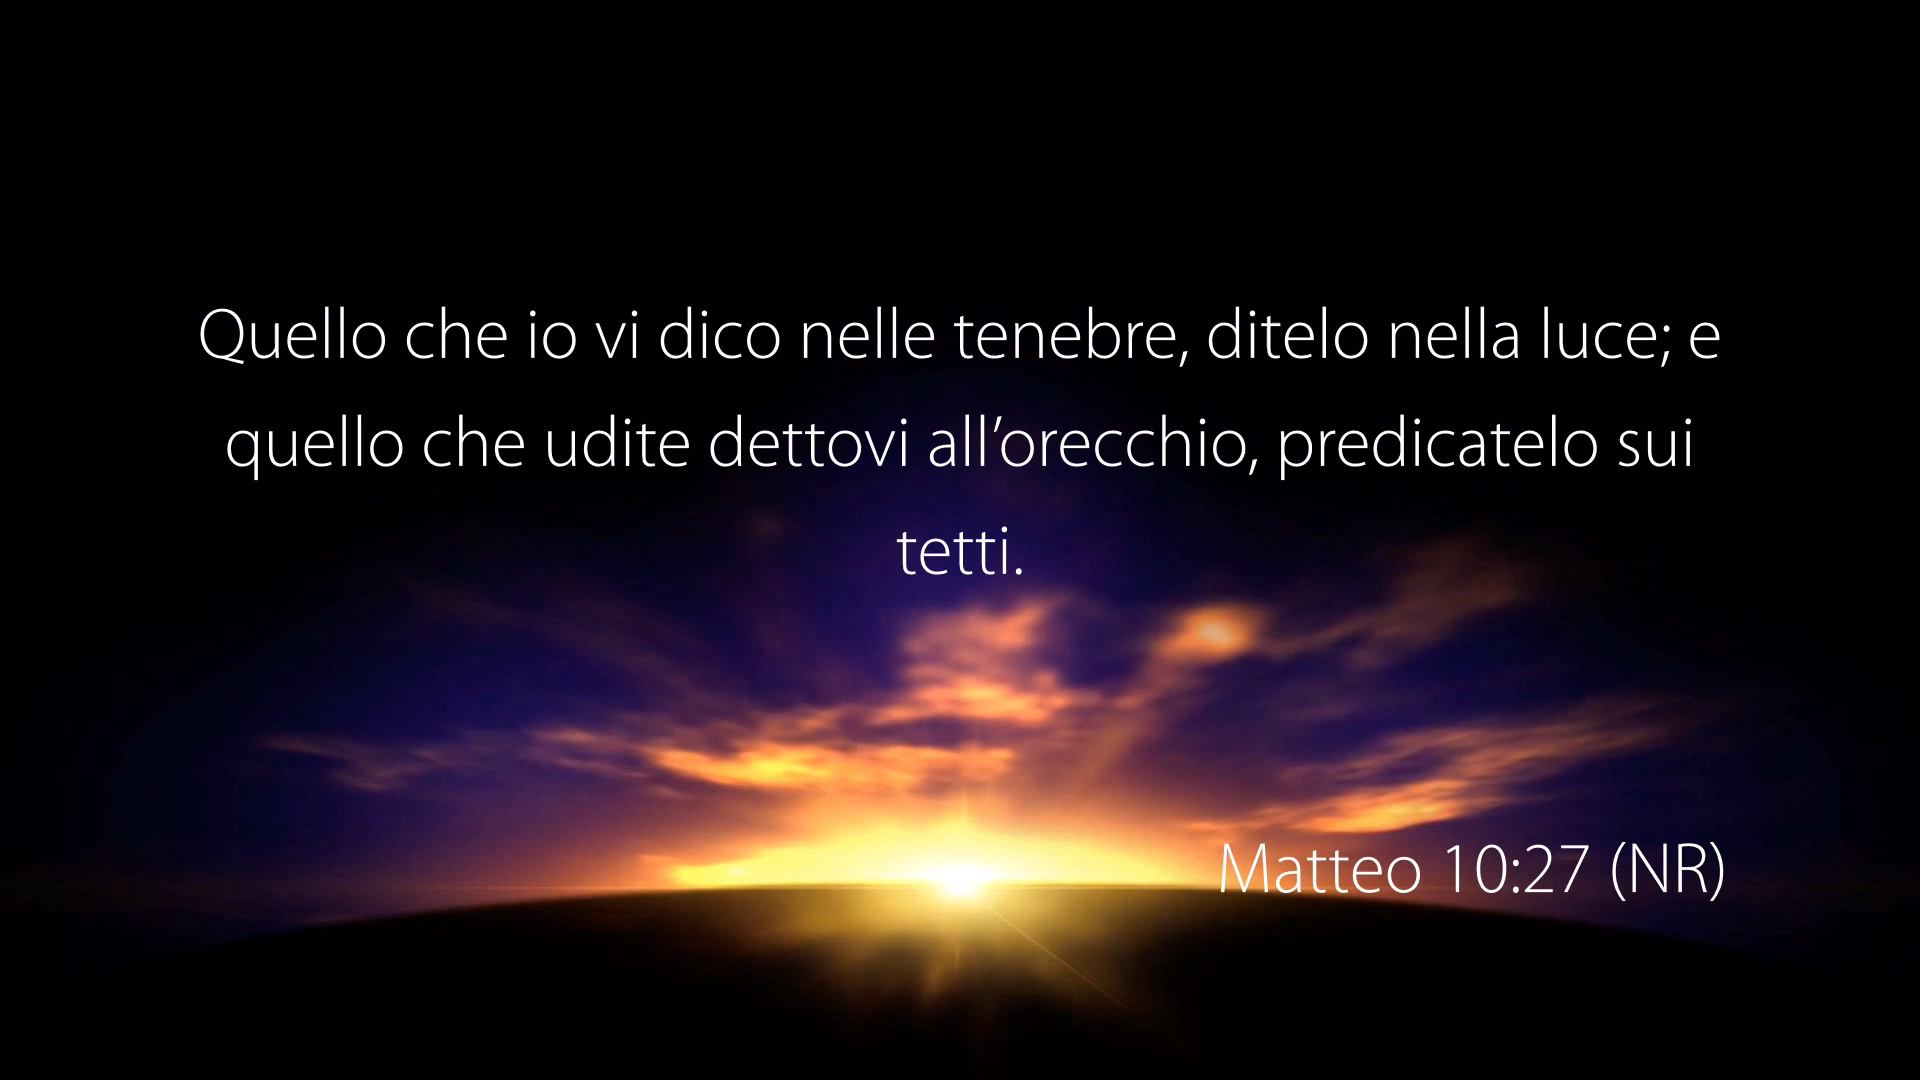 Quello che io vi dico nelle tenebre, ditelo nella luce; e
quello che udite dettovi all’orecchio, predicatelo sui
tetti.
Matteo 10:27 (NR)